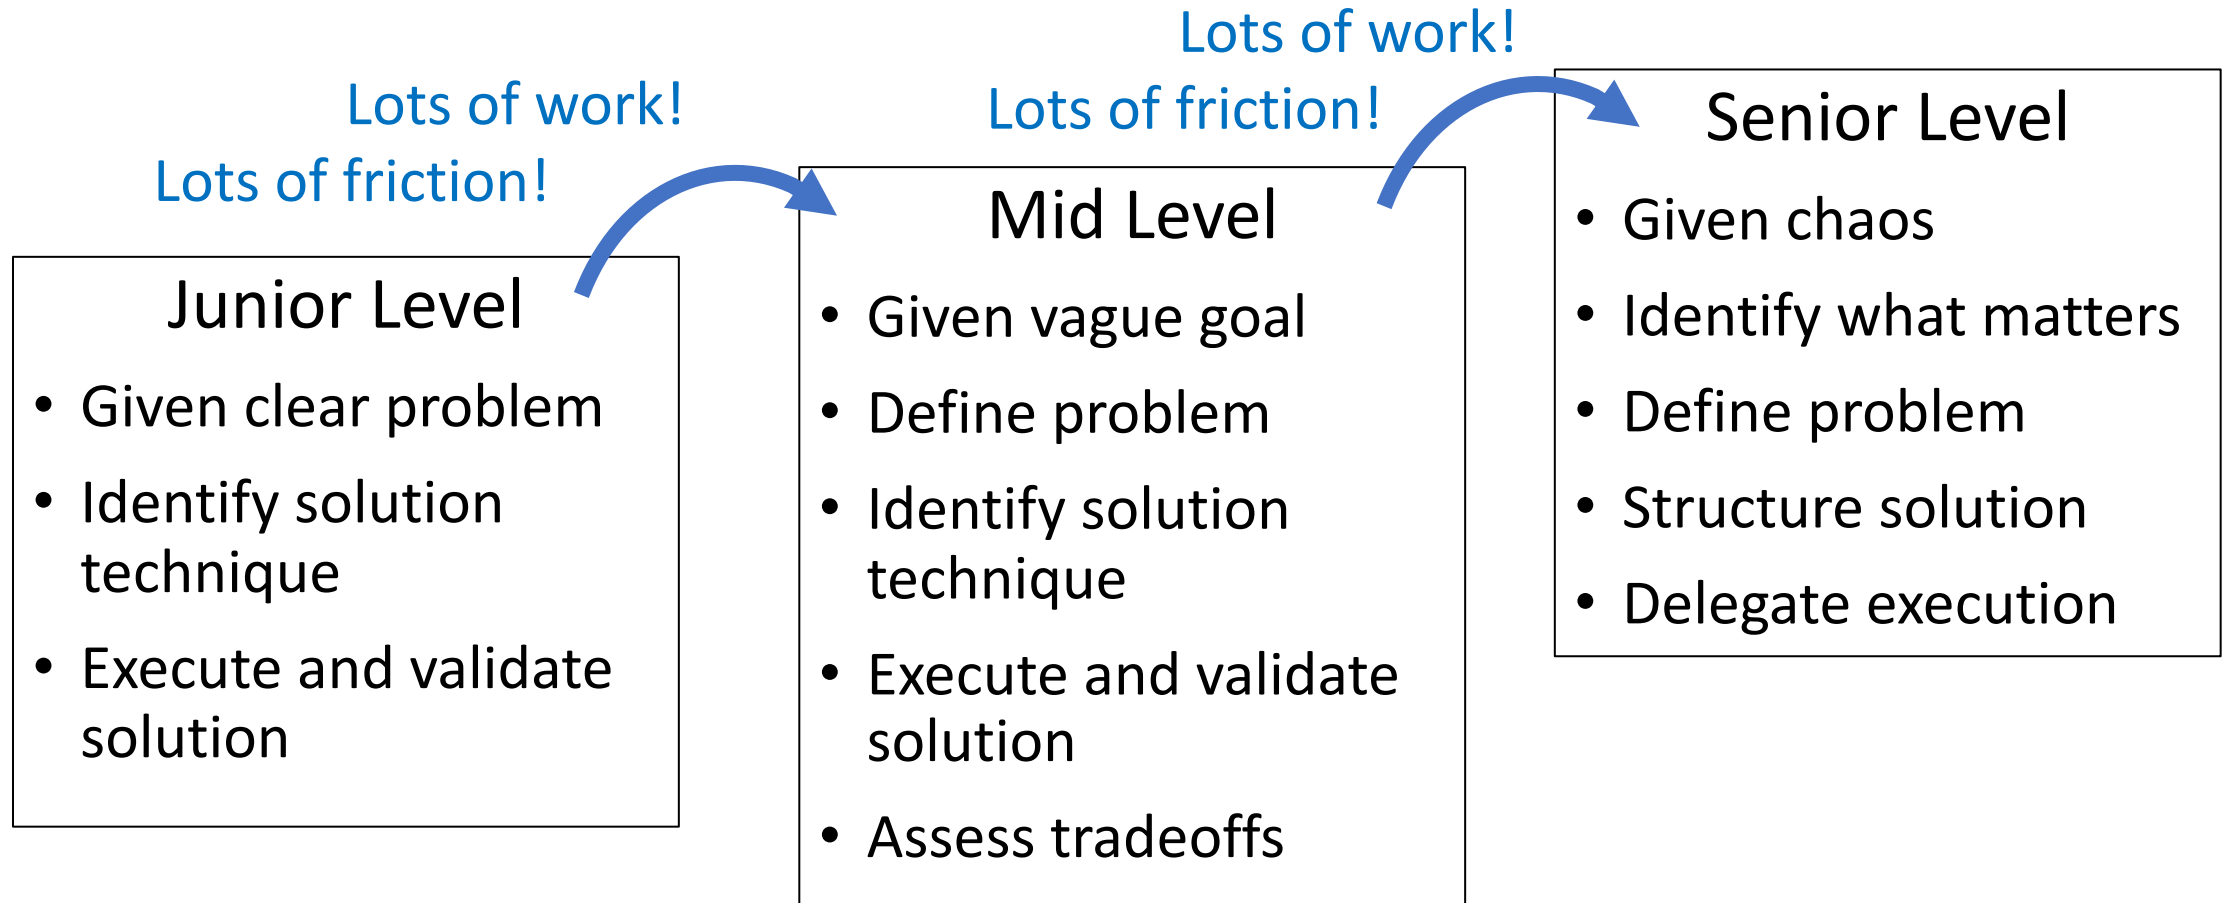 Lots of work!
Lots of friction!
Junior Level
• Given clear problem
• Identify solution
technique
• Execute and validate
solution
Lots of work!
Lots of friction!
Mid Level
• Given vague goal
• Define problem
• Identify solution
technique
• Execute and validate
solution
• Assess tradeoffs
Senior Level
• Given chaos
• Identify what matters
• Define problem
• Structure solution
• Delegate execution